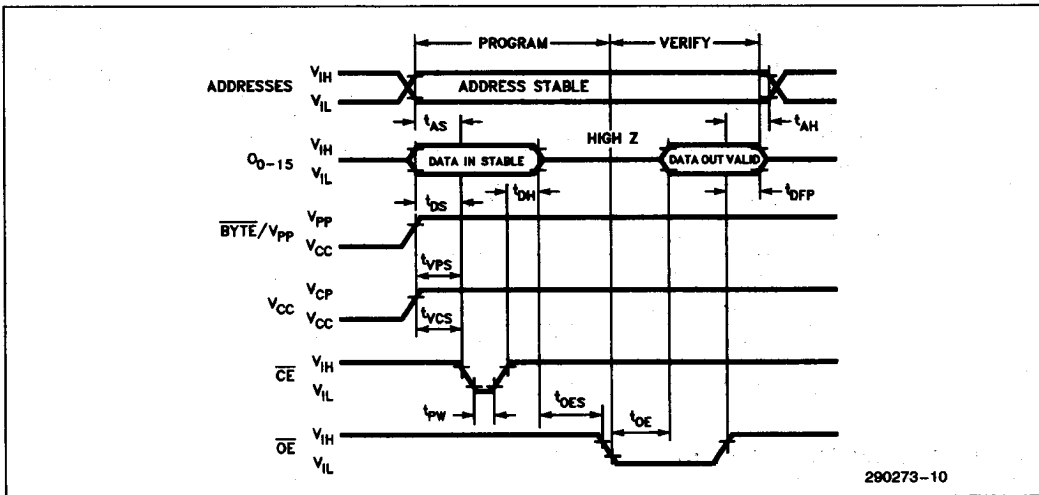 PROGRAM VERIFY
ADDRESSES VIH
VIL
ADDRESS STABLE
tAS
tAH
HIGH Z
O0-15 VIH
VIL
DATA IN STABLE
DATA OUT VALID
tDS
tDH
tDFP
BYTE/VPP VPP
VCC
tVPS
VCC VCP
VCC
tVCS
CE VIH
VIL
tPW
tOES
tOE
OE VIH
VIL
290273-10